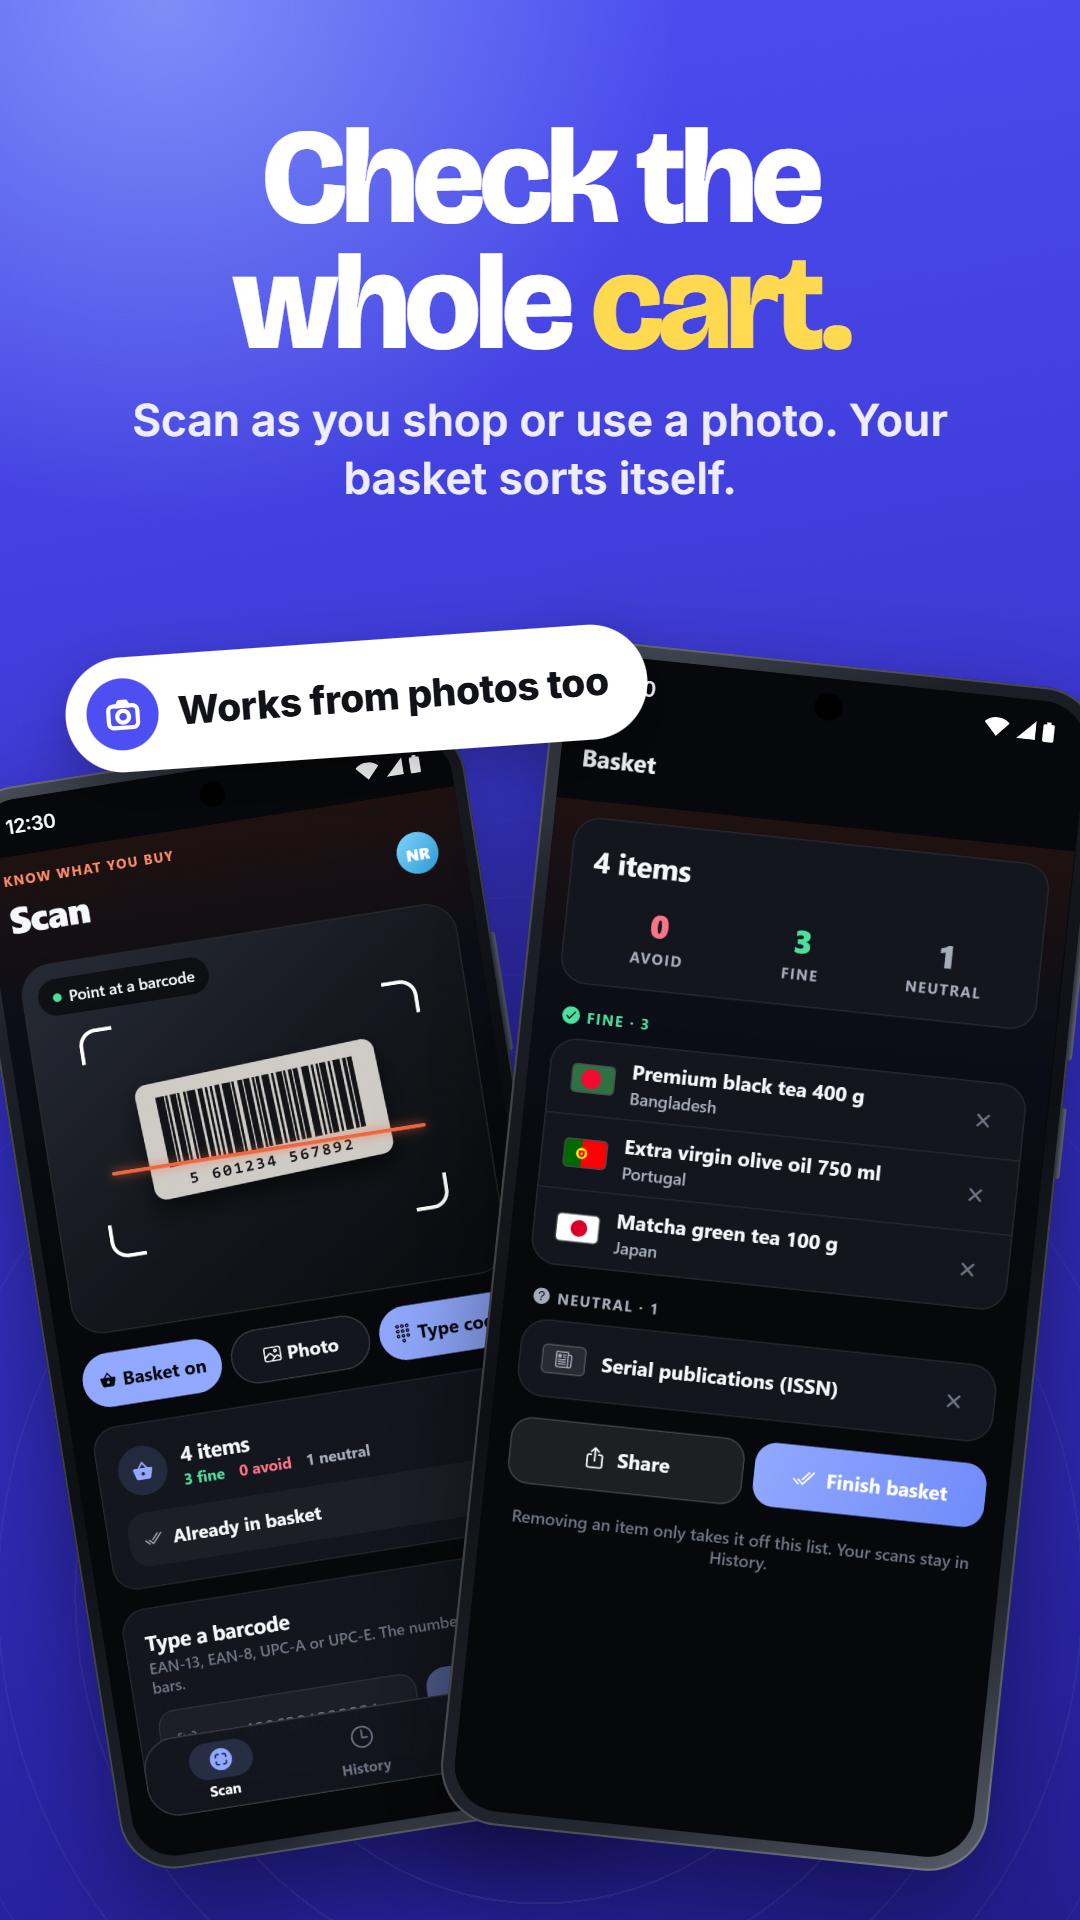 Check the
whole cart.
Scan as you shop or use a photo. Your
basket sorts itself.
Works from photos too
12:30
KNOW WHAT YOU BUY
NR
Scan
Point at a barcode
5 601234 567892
Basket on
Photo
Type
4 items
3 fine 0 avoid 1 neutral
Already in basket
Type a barcode
EAN-13, EAN-8, UPC-A or UPC-E. The
bars.
Scan
History
0
Basket
4 items
0
AVOID
3
FINE
1
NEUTRAL
FINE · 3
Premium black tea 400 g
Bangladesh
Extra virgin olive oil 750 ml
Portugal
Matcha green tea 100 g
Japan
NEUTRAL · 1
Serial publications (ISSN)
Share
Finish basket
Removing an item only takes it off this list. Your scans stay in
History.